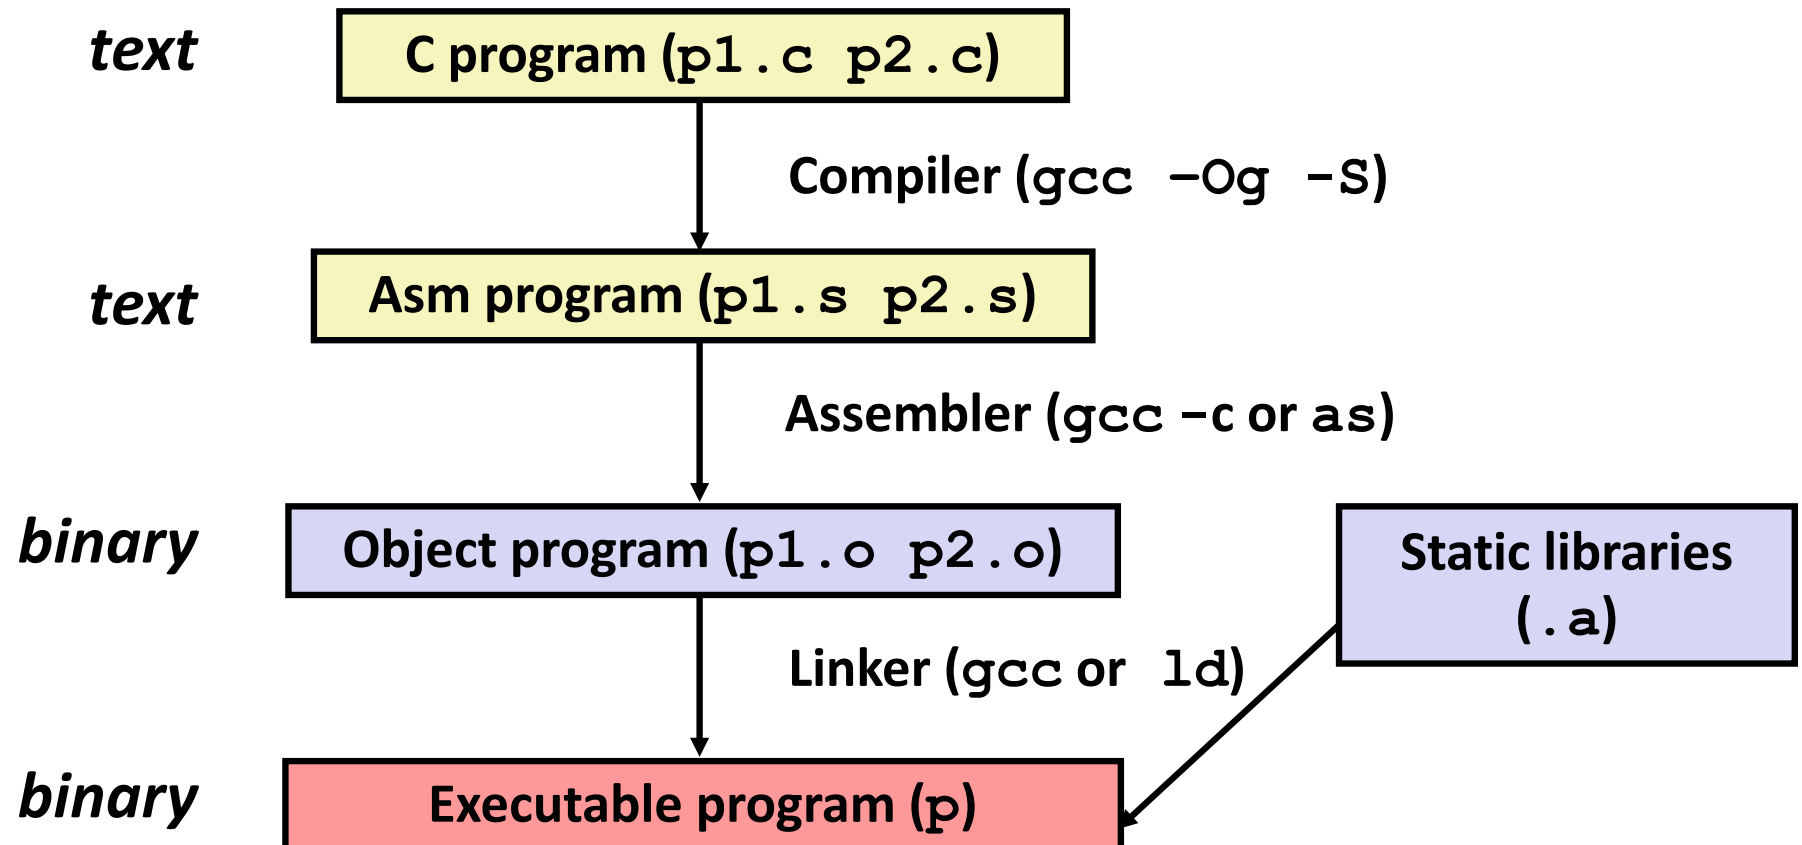 text
C program (p1.c p2.c)
Compiler (gcc –Og -S)
text
Asm program (p1.s p2.s)
Assembler (gcc –c or as)
binary
Object program (p1.o p2.o)
Static libraries
(.a)
Linker (gcc or ld)
binary
Executable program (p)